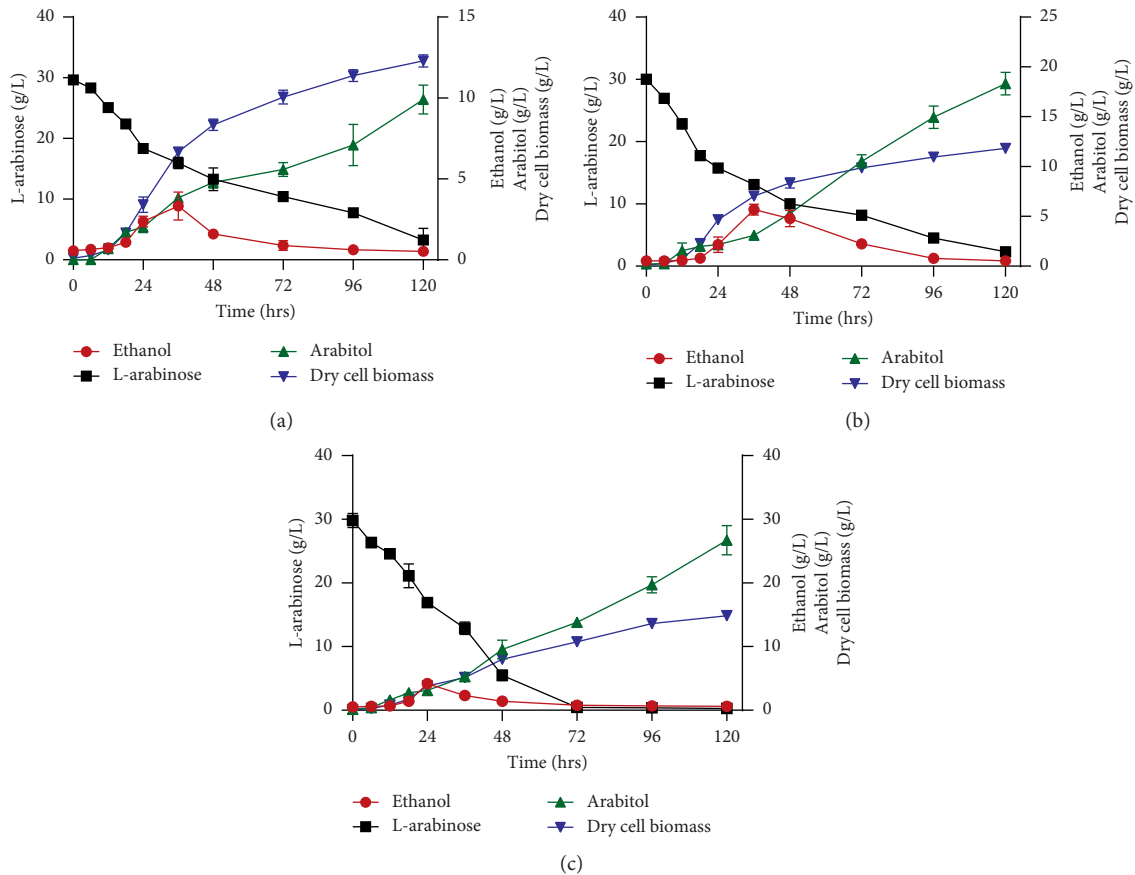 (a)
40
30
20
10
0
L-arabinose (g/L)
15
10
5
0
Ethanol (g/L)
Arabitol (g/L)
Dry cell biomass (g/L)
0 24 48 72 96 120
Time (hrs)
Ethanol
L-arabinose
Arabitol
Dry cell biomass
(a)
(b)
40
30
20
10
0
L-arabinose (g/L)
25
20
15
10
5
0
Ethanol (g/L)
Arabitol (g/L)
Dry cell biomass (g/L)
0 24 48 72 96 120
Time (hrs)
Ethanol
L-arabinose
Arabitol
Dry cell biomass
(b)
40
30
20
10
0
L-arabinose (g/L)
40
30
20
10
0
Ethanol (g/L)
Arabitol (g/L)
Dry cell biomass (g/L)
0 24 48 72 96 120
Time (hrs)
Ethanol
L-arabinose
Arabitol
Dry cell biomass
(c)